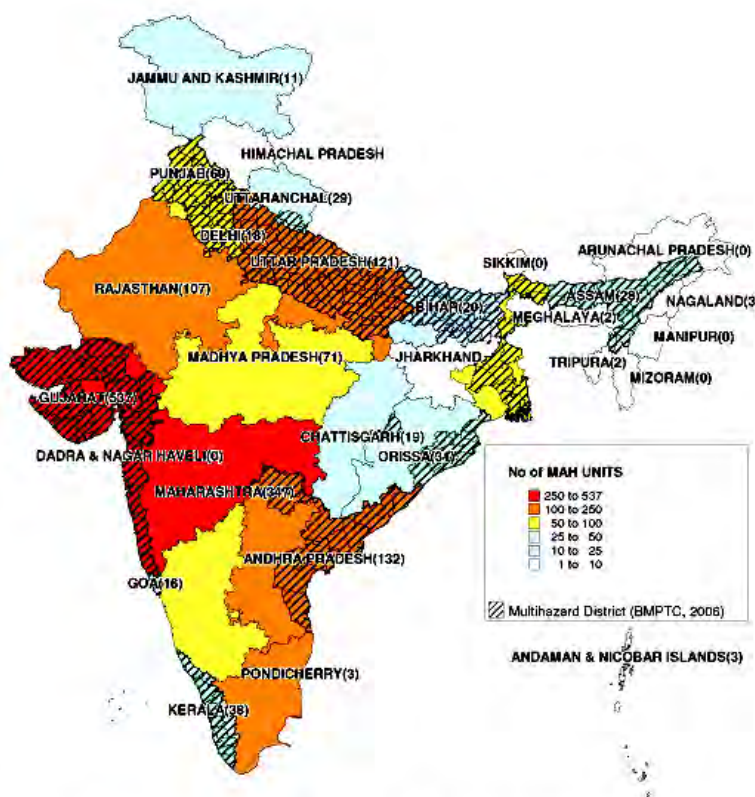 JAMMU AND KASHMIR(11)
HIMACHAL PRADESH
PUNJAB(60)
UTTARANCHAL(29)
DELHI(18)
UTTAR PRADESH(121)
SIKKIM(0)
ARUNACHAL PRADESH(0)
RAJASTHAN(107)
BIHAR(20)
ASSAM(29)
NAGALAND(3
MEGHALAYA(2)
MANIPUR(0)
MADHYA PRADESH(71)
JHARKHAND
TRIPURA(2)
MIZORAM(0)
DADRA & NAGAR HAVELI(0)
CHATTISGARH(19)
ORISSA(31)
No of MAH UNITS
250 to 537
100 to 250
50 to 100
25 to 50
10 to 25
1 to 10
Multihazard District (BMPTC, 2006)
MAHARASHTRA(347)
ANDHRA PRADESH(132)
GOA(16)
ANDAMAN & NICOBAR ISLANDS(3)
PONDICHERRY(3)
KERALA(38)